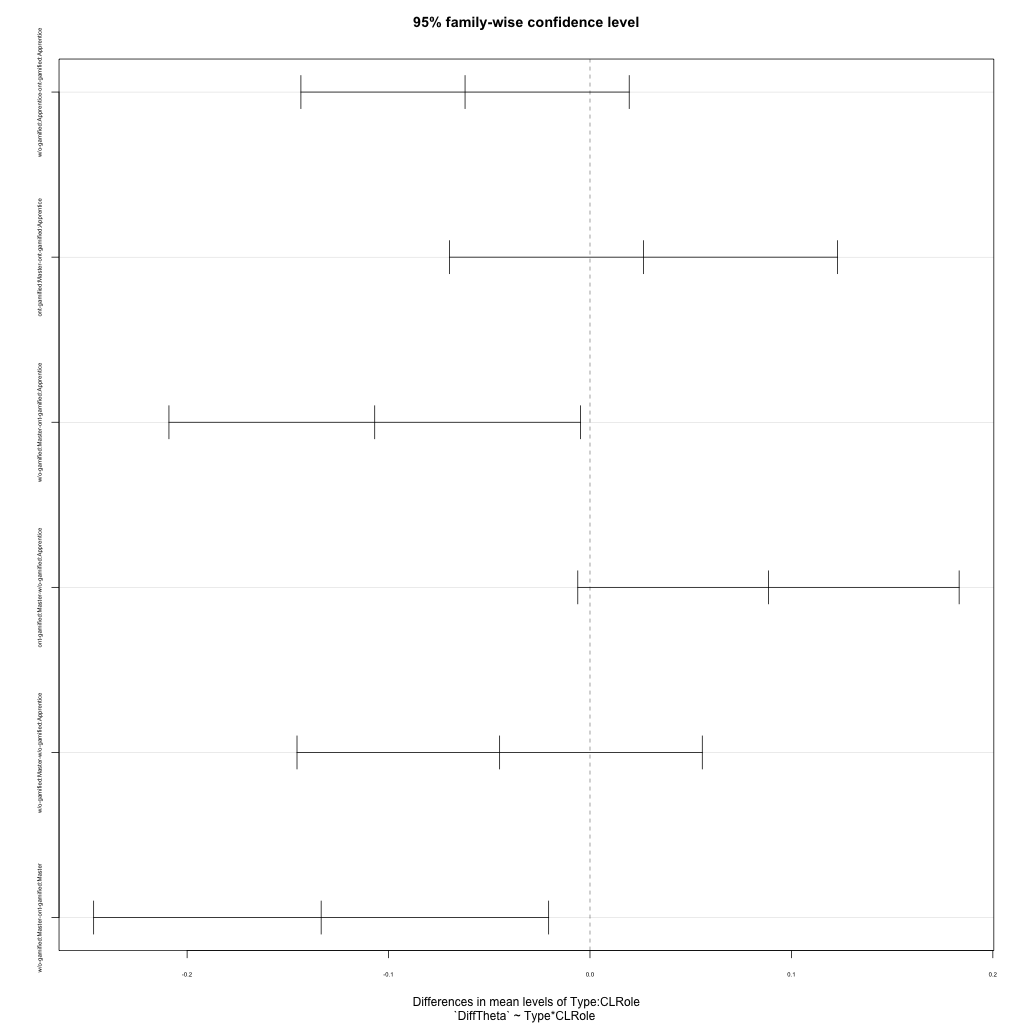 95% family-wise confidence level
w/o-gamified:Apprentice-ont-gamified:Apprentice
ont-gamified:Master-ont-gamified:Apprentice
w/o-gamified:Master-ont-gamified:Apprentice
ont-gamified:Master-w/o-gamified:Apprentice
w/o-gamified:Master-w/o-gamified:Apprentice
w/o-gamified:Master-ont-gamified:Master
-0.2 -0.1 0.0 0.1 0.2
Differences in mean levels of Type:CLRole
`DiffTheta` ~ Type*CLRole